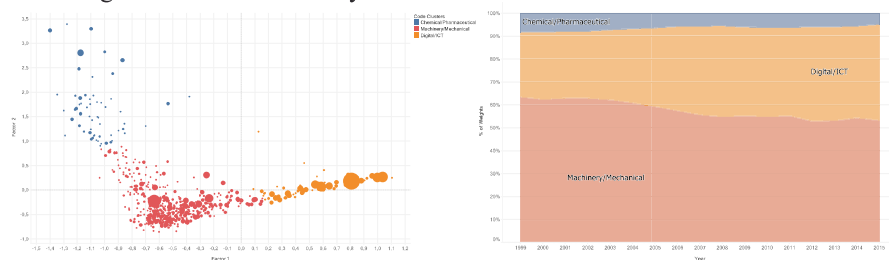 Code Clusters
Chemical/Pharmaceutical
Machinery/Mechanical
Digital/ICT
3.5
3.0
2.5
2.0
1.5
1.0
0.5
0.0
-0.5
-1.0
Factor 2
-1.5 -1.4 -1.3 -1.2 -1.1 -1.0 -0.9 -0.8 -0.7 -0.6 -0.5 -0.4 -0.3 -0.2 -0.1 0.0 0.1 0.2 0.3 0.4 0.5 0.6 0.7 0.8 0.9 1.0 1.1 1.2
Factor 1
100%
90%
80%
70%
60%
50%
40%
30%
20%
10%
0%
% of Weights
Chemical/Pharmaceutical
Digital/ICT
Machinery/Mechanical
1999 2000 2001 2002 2003 2004 2005 2006 2007 2008 2009 2010 2011 2012 2013 2014 2015
Year